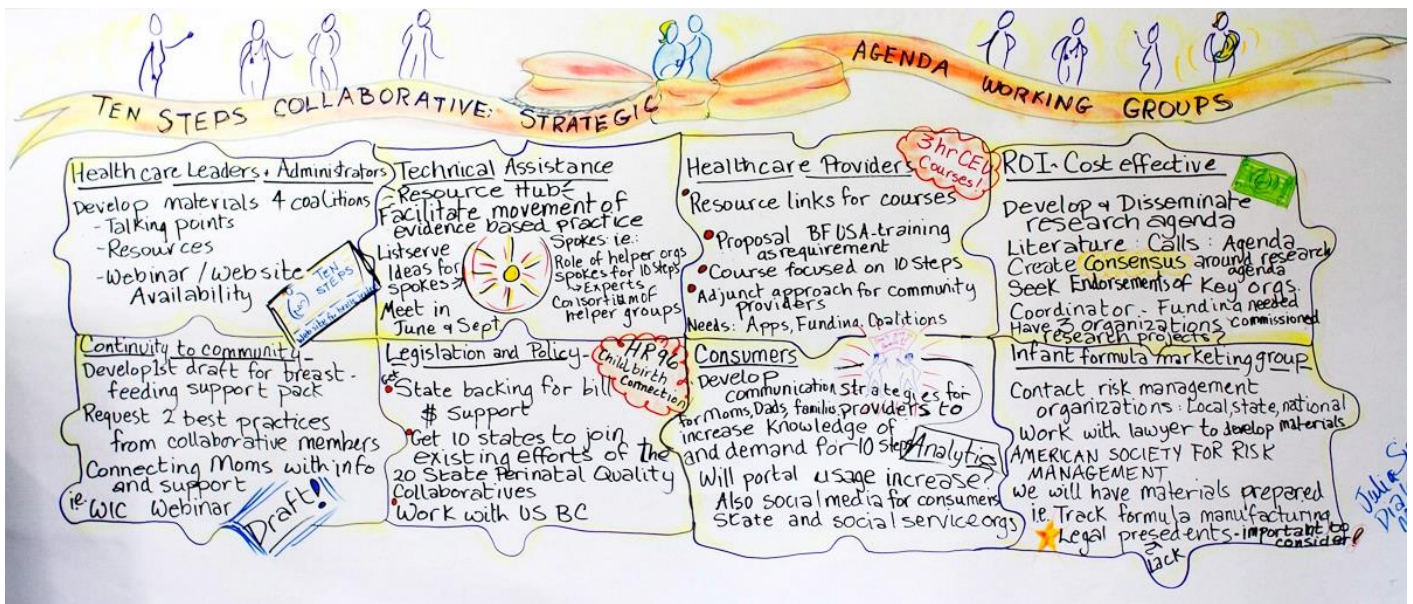 TEN STEPS COLLABORATIVE: STRATEGIC
AGENDA WORKING GROUPS
Healthcare Leaders + Administrators
Develop materials 4 coalitions
- Talking points
- Resources
- Webinar / Website
Availability
TEN
STEPS
Technical Assistance
- Resource Hub
Facilitate movement of
evidence based practice
Listserve
Ideas for
spokes
Meet in
June & Sept
Spokes: i.e.:
Role of helper orgs
spokes for 10 Steps
Experts
Consortium of
helper groups
Healthcare Providers
3 hr CEU
Courses!
Resource links for courses
Proposal BFUSA-training
as requirement
Course focused on 10 Steps
Adjunct approach for community
providers
Needs: Apps, Funding, Coalitions
ROI - Cost effective
Develop & Disseminate
research agenda
Literature : Calls : Agenda
Create Consensus around research
agenda
Seek Endorsements of Key orgs.
Coordinator - Funding needed
Have 3 organizations commissioned
research projects?
Continuity to community -
Develop 1st draft for breast-
feeding support pack
Request 2 best practices
from collaborative members
Connecting Moms with info
and support
ie. WIC Webinar
Draft!
Legislation and Policy -
HR 96
Childbirth
Connection
Get
State backing for bill
$ Support
Get 10 states to join
existing efforts of the
20 State Perinatal Quality
Collaboratives
Work with US BC
Consumers
Develop
communication strategies for
for Moms, Dads, families, providers to
increase Knowledge of
and demand for 10 Steps
Analytics
Will portal usage increase?
Also social media for consumers
State and social service orgs
Infant formula marketing group
Contact risk management
organizations: Local, state, national
Work with lawyer to develop materials
AMERICAN SOCIETY FOR RISK
MANAGEMENT
We will have materials prepared
ie. Track formula manufacturing
Legal presedents - important to
consider!
Lack
Julia